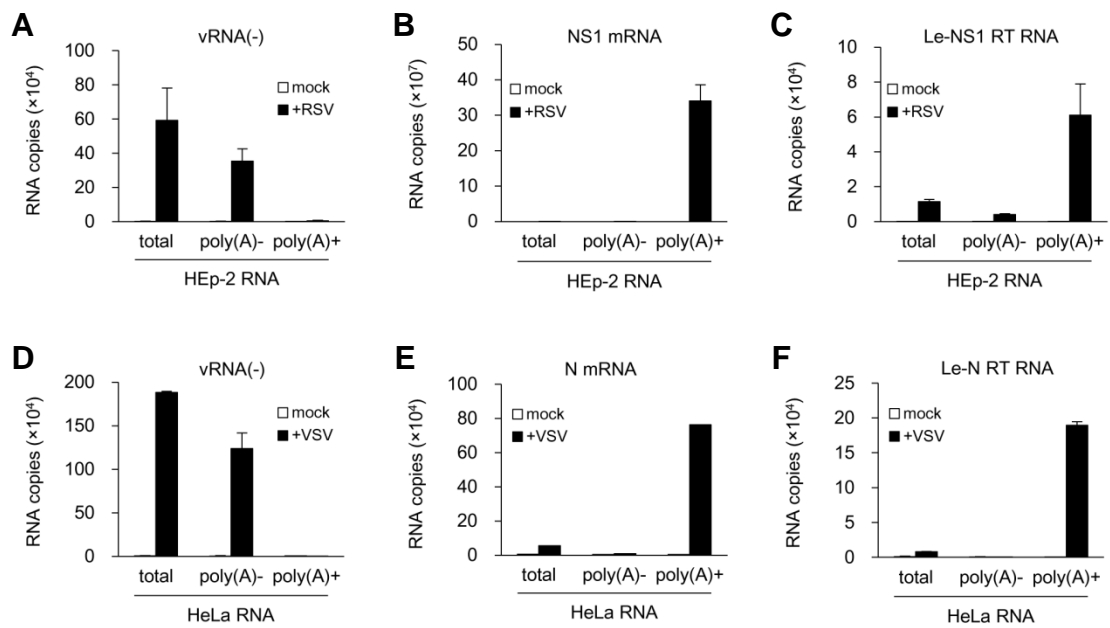 A
vRNA(-)
RNA copies (×10⁴)
100
80
60
40
20
0
mock
+RSV
total poly(A)- poly(A)+
HEp-2 RNA
B
NS1 mRNA
RNA copies (×10⁷)
50
40
30
20
10
0
mock
+RSV
total poly(A)- poly(A)+
HEp-2 RNA
C
Le-NS1 RT RNA
RNA copies (×10⁴)
8
6
4
2
0
mock
+RSV
total poly(A)- poly(A)+
HEp-2 RNA
D
vRNA(-)
RNA copies (×10⁴)
200
150
100
50
0
mock
+VSV
total poly(A)- poly(A)+
HeLa RNA
E
N mRNA
RNA copies (×10⁴)
100
80
60
40
20
0
mock
+VSV
total poly(A)- poly(A)+
HeLa RNA
F
Le-N RT RNA
RNA copies (×10⁴)
25
20
15
10
5
0
mock
+VSV
total poly(A)- poly(A)+
HeLa RNA